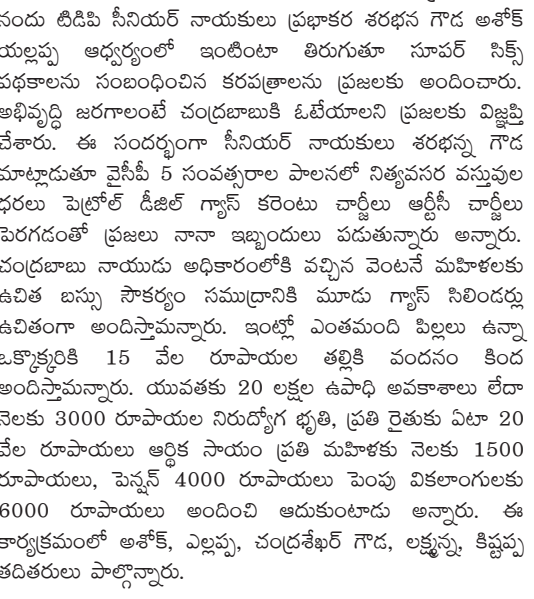 నందు టిడిపి సీనియర్ నాయకులు ప్రభాకర శరభన గౌడ అశోక్
యల్లప్ప ఆధ్వర్యంలో ఇంటింటా తిరుగుతూ సూపర్ సిక్స్
పథకాలను సంబంధించిన కరపత్రాలను ప్రజలకు అందించారు.
అభివృద్ధి జరగాలంటే చంద్రబాబుకి ఓటేయాలని ప్రజలకు విజ్ఞప్తి
చేశారు. ఈ సందర్భంగా సీనియర్ నాయకులు శరభన్న గౌడ
మాట్లాడుతూ వైసీపీ 5 సంవత్సరాల పాలనలో నిత్యవసర వస్తువుల
ధరలు పెట్రోల్ డీజిల్ గ్యాస్ కరెంటు చార్జీలు ఆర్టీసీ చార్జీలు
పెరగడంతో ప్రజలు నానా ఇబ్బందులు పడుతున్నారు అన్నారు.
చంద్రబాబు నాయుడు అధికారంలోకి వచ్చిన వెంటనే మహిళలకు
ఉచిత బస్సు సౌకర్యం సముద్రానికి మూడు గ్యాస్ సిలిండర్లు
ఉచితంగా అందిస్తామన్నారు. ఇంట్లో ఎంతమంది పిల్లలు ఉన్నా
ఒక్కొక్కరికి 15 వేల రూపాయల తల్లికి వందనం కింద
అందిస్తామన్నారు. యువతకు 20 లక్షల ఉపాధి అవకాశాలు లేదా
నెలకు 3000 రూపాయల నిరుద్యోగ భృతి, ప్రతి రైతుకు ఏటా 20
వేల రూపాయలు ఆర్థిక సాయం ప్రతి మహిళకు నెలకు 1500
రూపాయలు, పెన్షన్ 4000 రూపాయలు పెంపు వికలాంగులకు
6000 రూపాయలు అందించి ఆదుకుంటాడు అన్నారు. ఈ
కార్యక్రమంలో అశోక్, ఎల్లప్ప, చంద్రశేఖర్ గౌడ, లక్ష్మన్న, కిష్టప్ప
తదితరులు పాల్గొన్నారు.